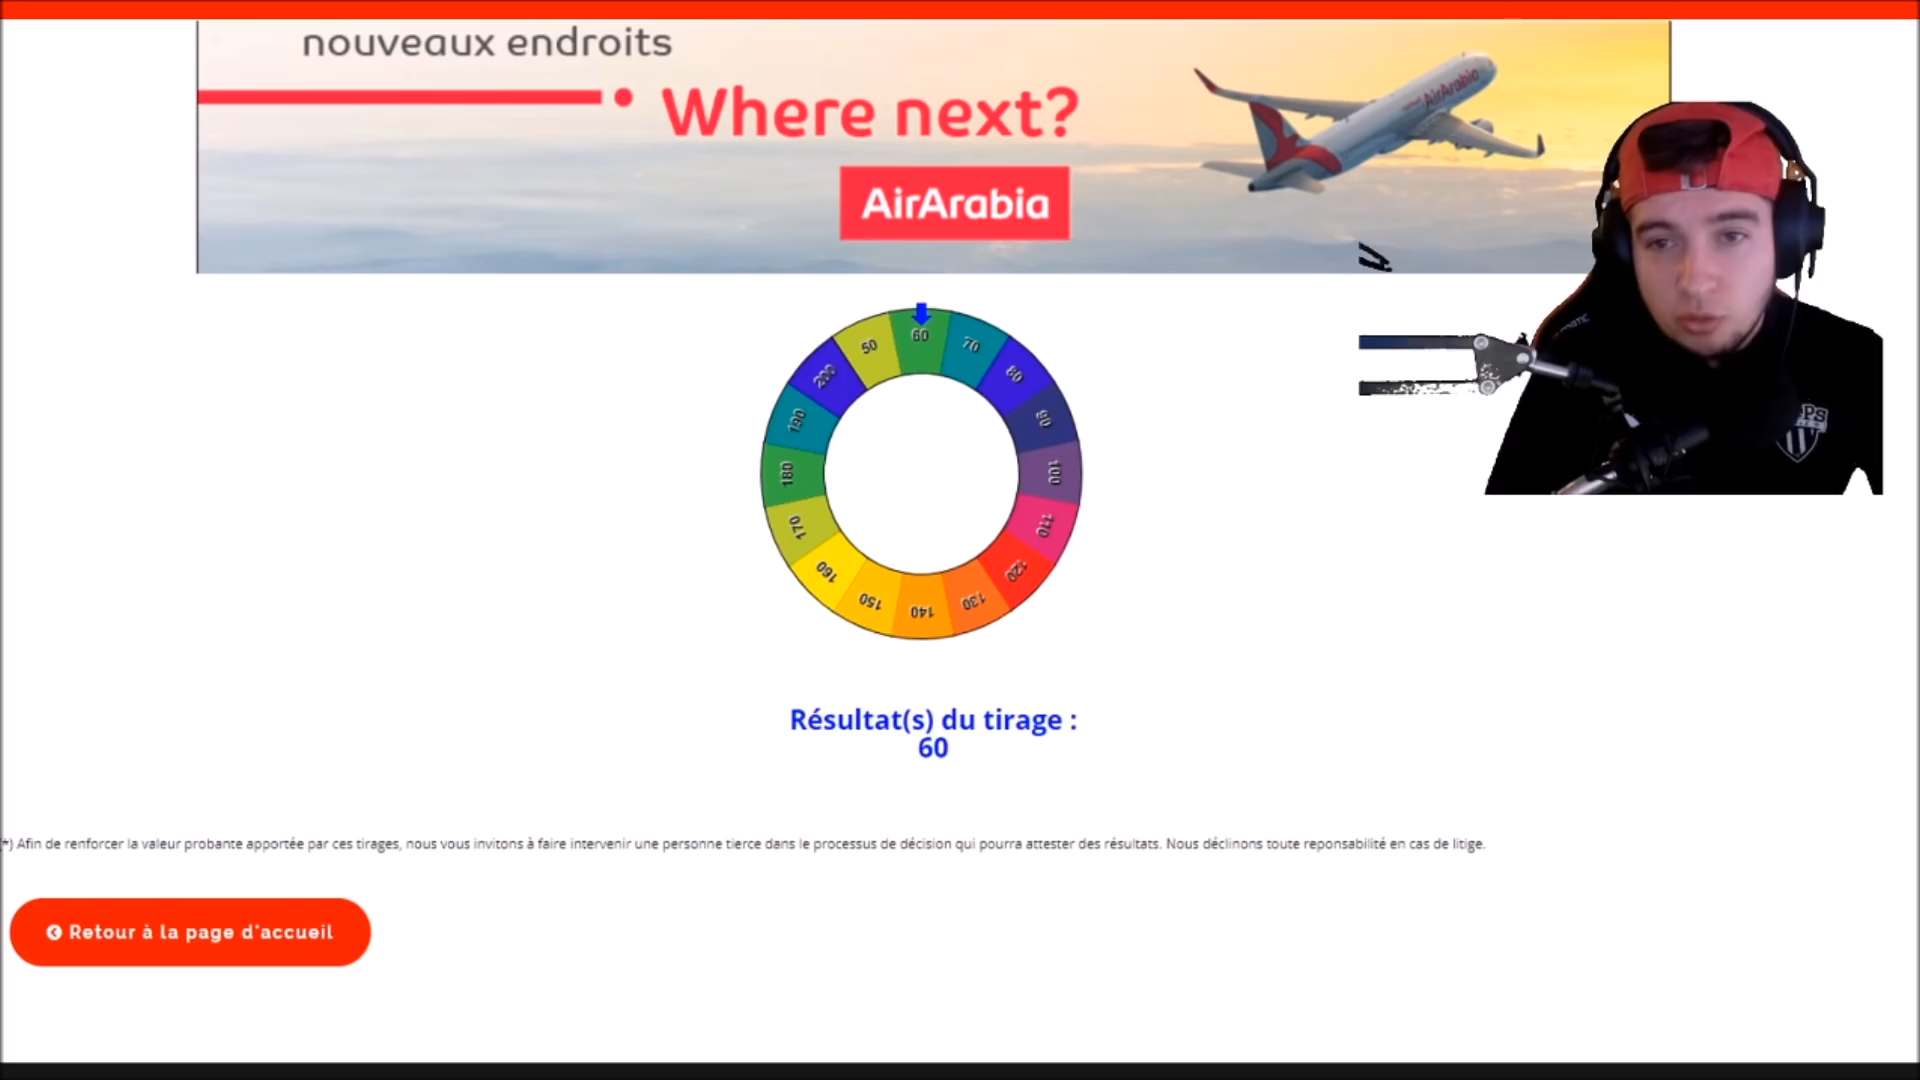 nouveaux endroits
Where next?
AirArabia
AirArabia
50
60
70
80
90
100
110
120
130
140
150
160
170
180
190
200
Résultat(s) du tirage :
60
(*) Afin de renforcer la valeur probante apportée par ces tirages, nous vous invitons à faire intervenir une personne tierce dans le processus de décision qui pourra attester des résultats. Nous déclinons toute reponsabilité en cas de litige.
Retour à la page d'accueil